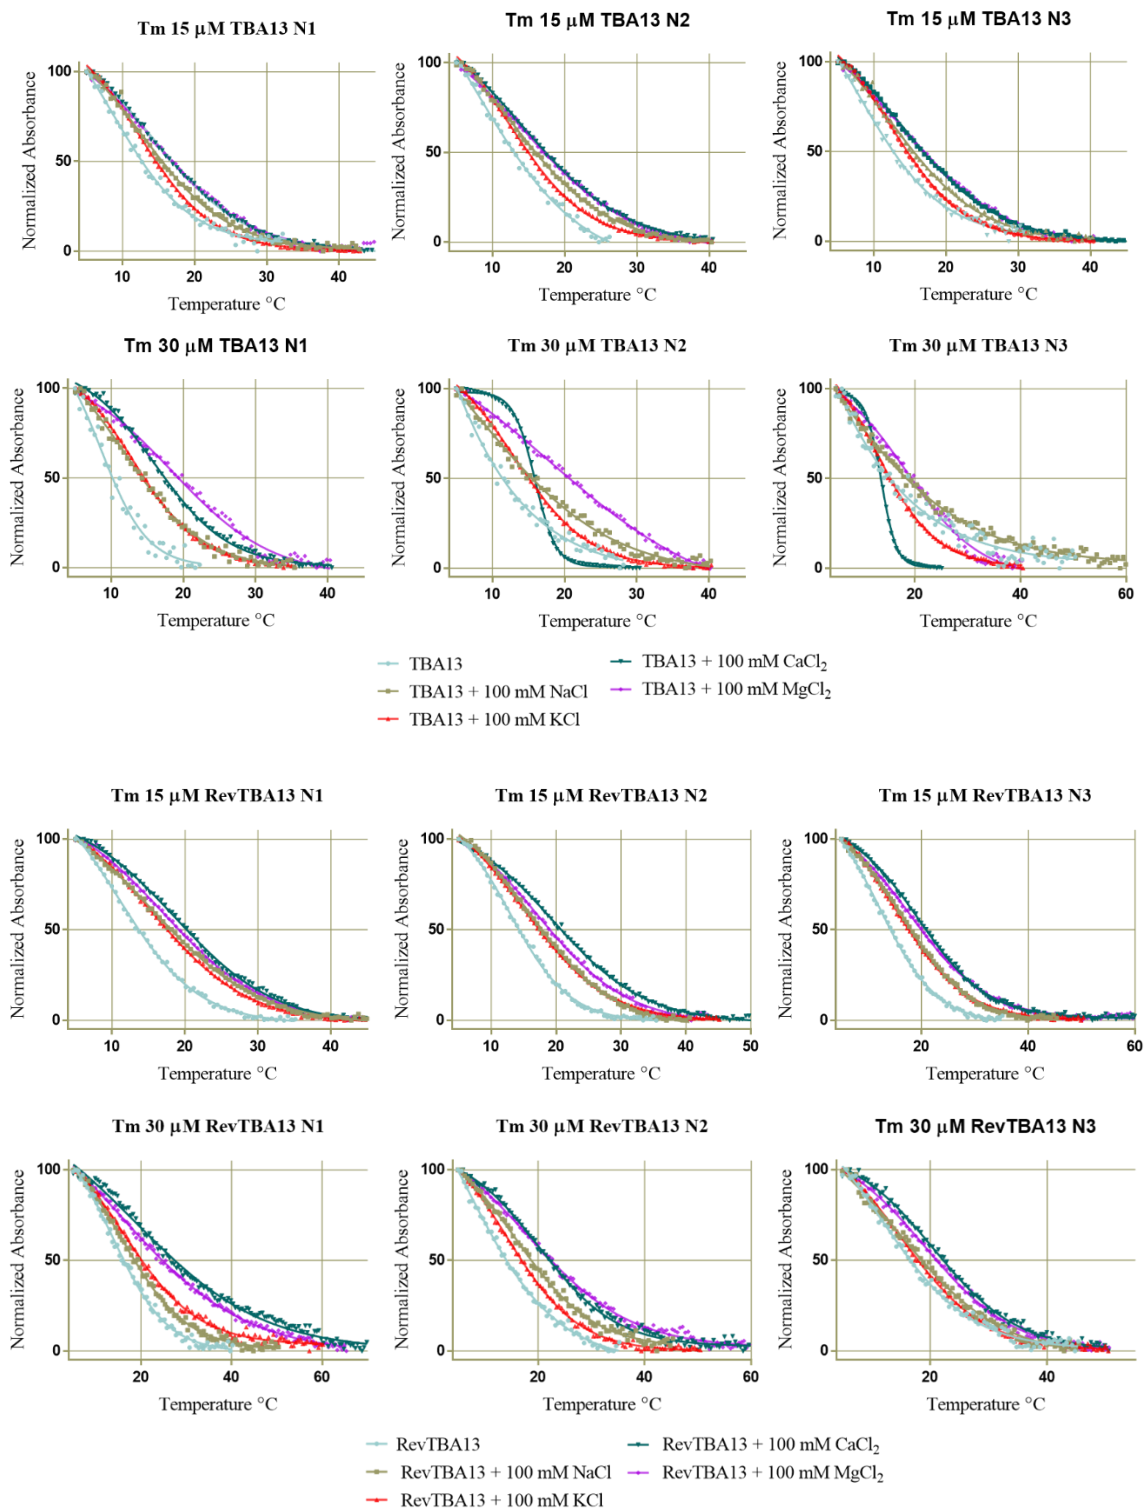 Tm 15 μM TBA13 N1
Tm 15 μM TBA13 N2
Tm 15 μM TBA13 N3
Normalized Absorbance
100
50
0
10 20 30 40
Temperature °C
Normalized Absorbance
100
50
0
10 20 30 40
Temperature °C
Normalized Absorbance
100
50
0
10 20 30 40
Temperature °C
Tm 30 μM TBA13 N1
Tm 30 μM TBA13 N2
Tm 30 μM TBA13 N3
Normalized Absorbance
100
50
0
10 20 30 40
Temperature °C
Normalized Absorbance
100
50
0
10 20 30 40
Temperature °C
Normalized Absorbance
100
50
0
20 40 60
Temperature °C
TBA13
TBA13 + 100 mM NaCl
TBA13 + 100 mM KCl
TBA13 + 100 mM CaCl₂
TBA13 + 100 mM MgCl₂
Tm 15 μM RevTBA13 N1
Tm 15 μM RevTBA13 N2
Tm 15 μM RevTBA13 N3
Normalized Absorbance
100
50
0
10 20 30 40
Temperature °C
Normalized Absorbance
100
50
0
10 20 30 40 50
Temperature °C
Normalized Absorbance
100
50
0
20 40 60
Temperature °C
Tm 30 μM RevTBA13 N1
Tm 30 μM RevTBA13 N2
Tm 30 μM RevTBA13 N3
Normalized Absorbance
100
50
0
20 40 60
Temperature °C
Normalized Absorbance
100
50
0
20 40 60
Temperature °C
Normalized Absorbance
100
50
0
20 40
Temperature °C
RevTBA13
RevTBA13 + 100 mM NaCl
RevTBA13 + 100 mM KCl
RevTBA13 + 100 mM CaCl₂
RevTBA13 + 100 mM MgCl₂